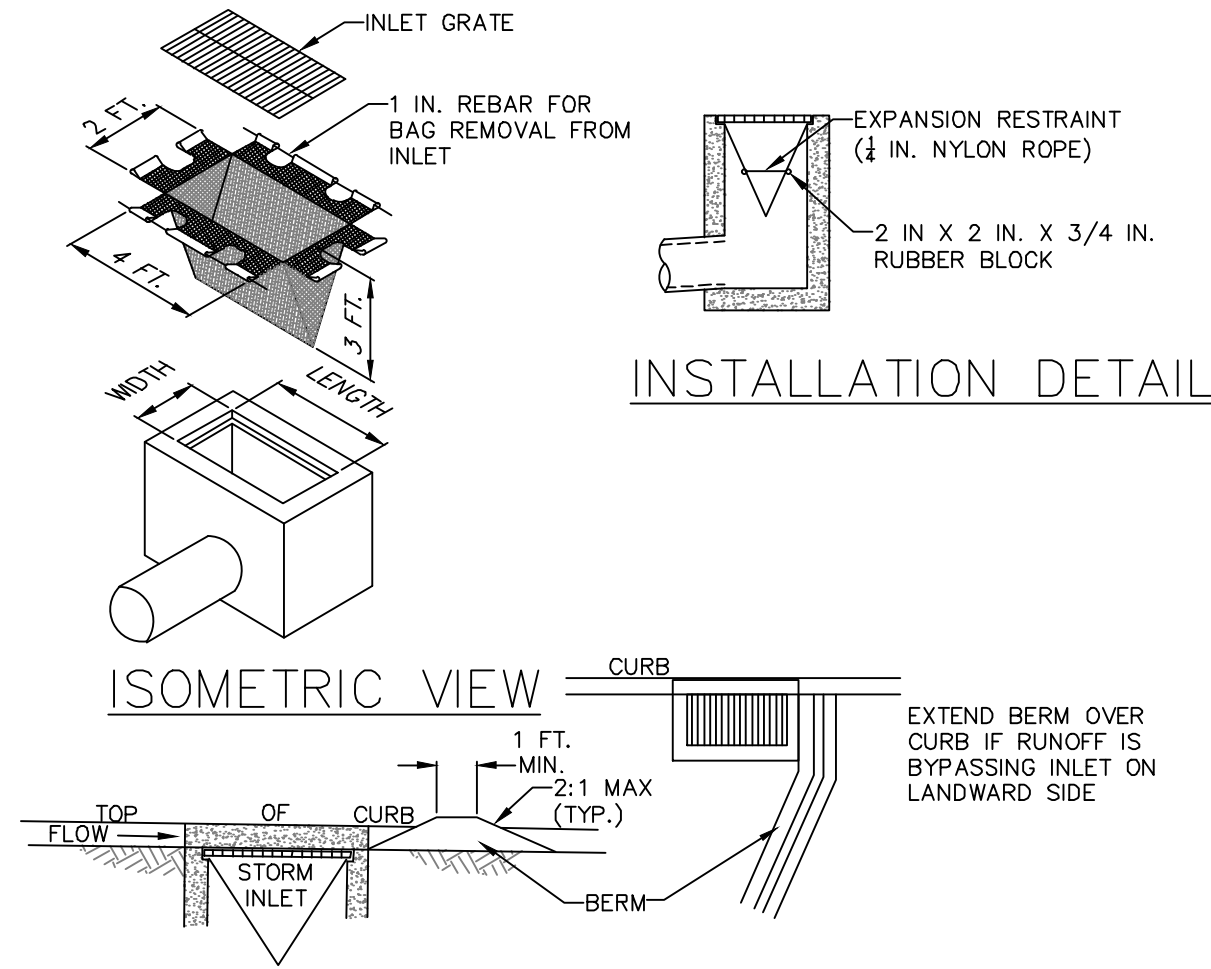 INLET GRATE
2 FT.
1 IN. REBAR FOR
BAG REMOVAL FROM
INLET
4 FT.
3 FT.
WIDTH
LENGTH
ISOMETRIC VIEW
EXPANSION RESTRAINT
(1/4 IN. NYLON ROPE)
2 IN X 2 IN. X 3/4 IN.
RUBBER BLOCK
INSTALLATION DETAIL
1 FT.
MIN.
2:1 MAX
(TYP.)
TOP OF CURB
FLOW
STORM
INLET
BERM
CURB
EXTEND BERM OVER
CURB IF RUNOFF IS
BYPASSING INLET ON
LANDWARD SIDE